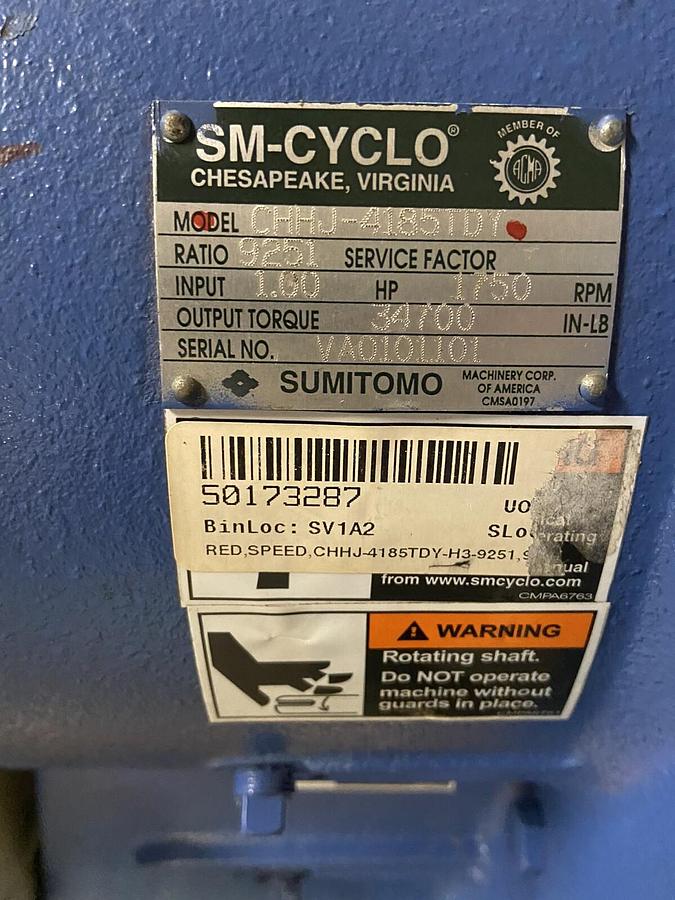 SM-CYCLO®
CHESAPEAKE, VIRGINIA
MEMBER OF
AGMA
MODEL CHHJ-4185TDY
RATIO 9251 SERVICE FACTOR
INPUT 1.00 HP 1750 RPM
OUTPUT TORQUE 34700 IN-LB
SERIAL NO. VA0101101
SUMITOMO MACHINERY CORP.
OF AMERICA
CMSA0197
50173287 UO
BinLoc: SV1A2 SLo
RED,SPEED,CHHJ-4185TDY-H3-9251,
from www.smcyclo.com
CMPA6763
WARNING
Rotating shaft.
Do NOT operate
machine without
guards in place.